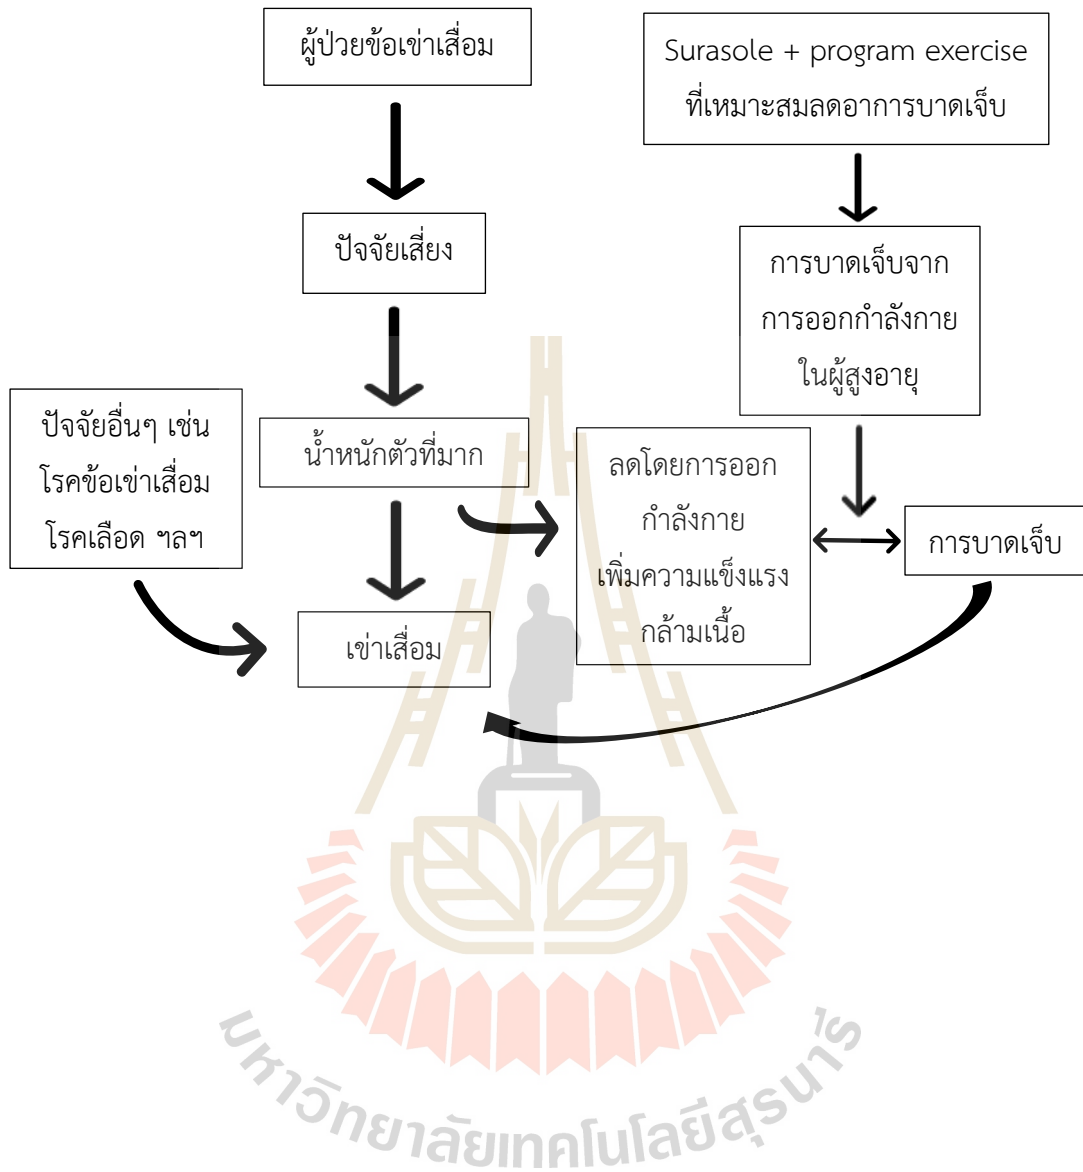 ผู้ป่วยข้อเข่าเสื่อม
Surasole + program exercise
ที่เหมาะสมลดอาการบาดเจ็บ
ปัจจัยเสี่ยง
การบาดเจ็บจาก
การออกกำลังกาย
ในผู้สูงอายุ
ปัจจัยอื่นๆ เช่น
โรคข้อเข่าเสื่อม
โรคเลือด ฯลฯ
น้ำหนักตัวที่มาก
ลดโดยการออก
กำลังกาย
เพิ่มความแข็งแรง
กล้ามเนื้อ
การบาดเจ็บ
เข่าเสื่อม
มหาวิทยาลัยเทคโนโลยีสุรนารี